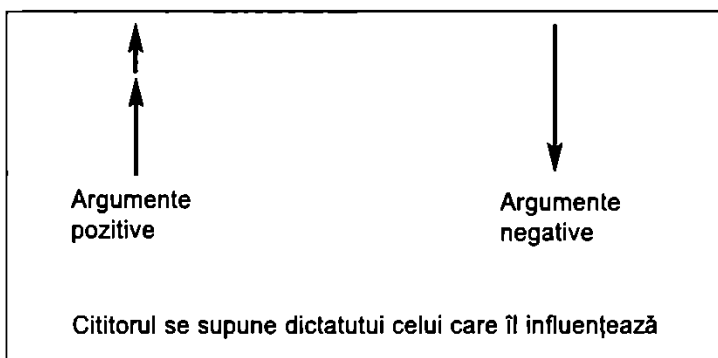 Argumente
pozitive
Argumente
negative
Cititorul se supune dictatutui celui care îl influențează